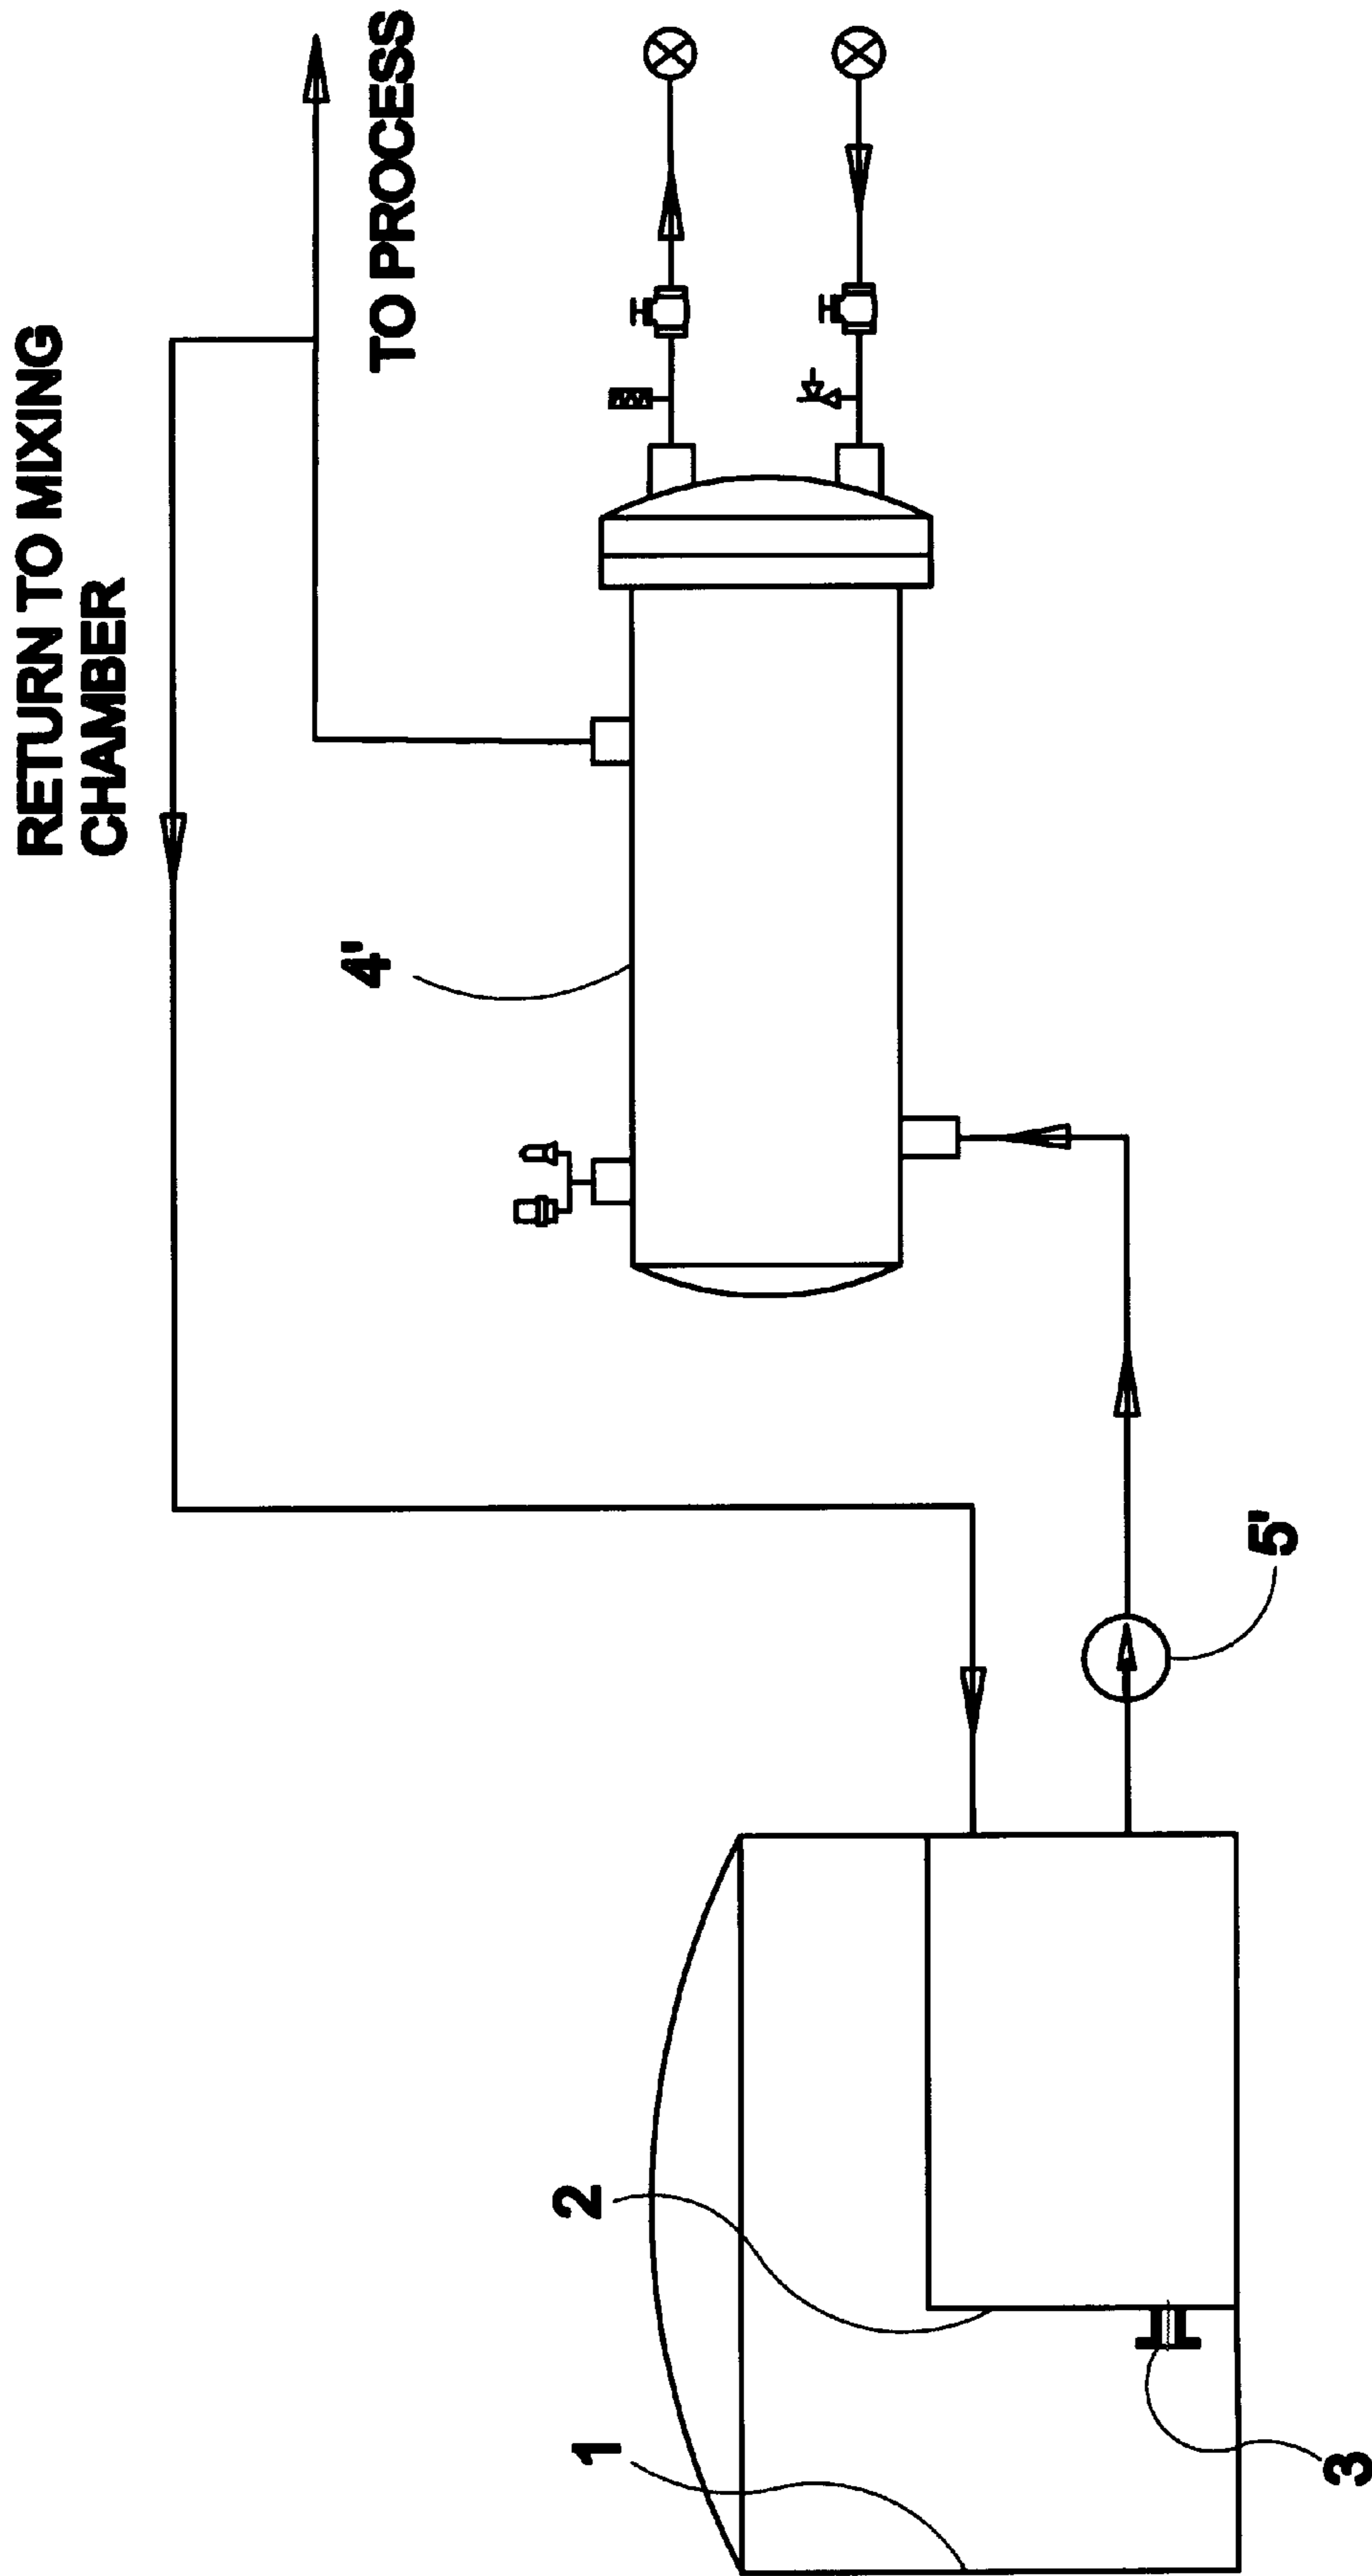 RETURN TO MIXING
CHAMBER
TO PROCESS
4'
5'
2
1
3